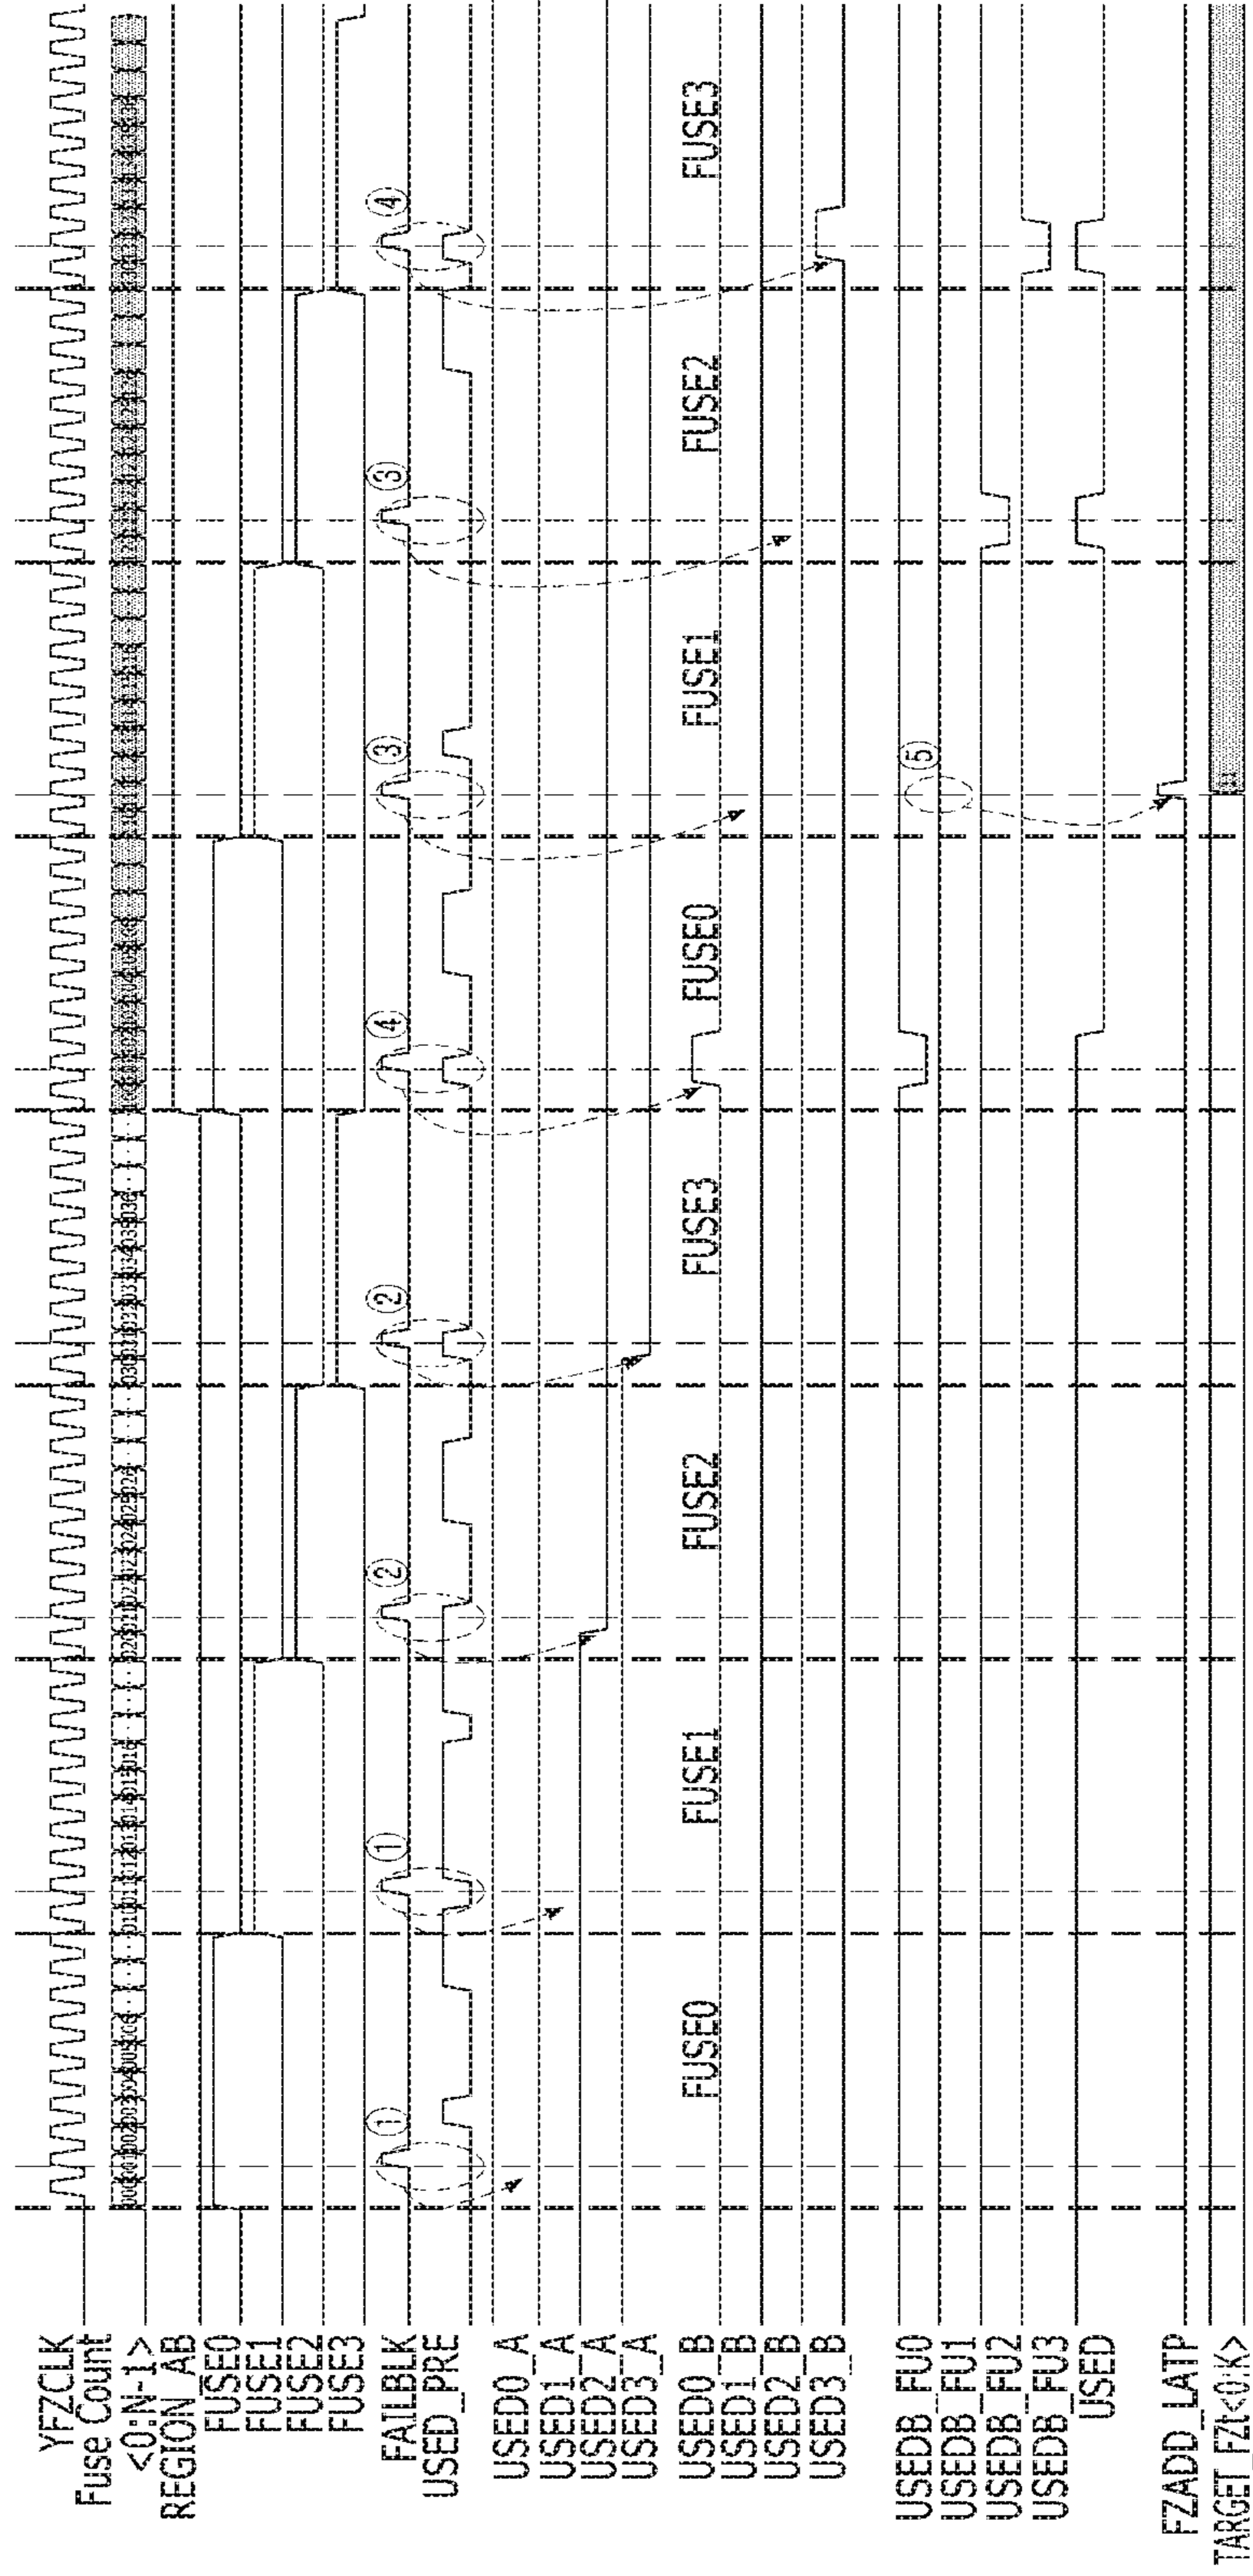 YFZCLK
Fuse Count
<0:N-1>
REGION_AB
FUSE0
FUSE1
FUSE2
FUSE3
FAILBLK
USED_PRE
USED0_A
USED1_A
USED2_A
USED3_A
USED0_B
USED1_B
USED2_B
USED3_B
USEDB_FU0
USEDB_FU1
USEDB_FU2
USEDB_FU3
USED
FZADD_LATP
TARGET_FZt<0:K>
① ① ② ② ④ ③ ③ ④
FUSE0 FUSE1 FUSE2 FUSE3 FUSE0 FUSE1 FUSE2 FUSE3
⑤